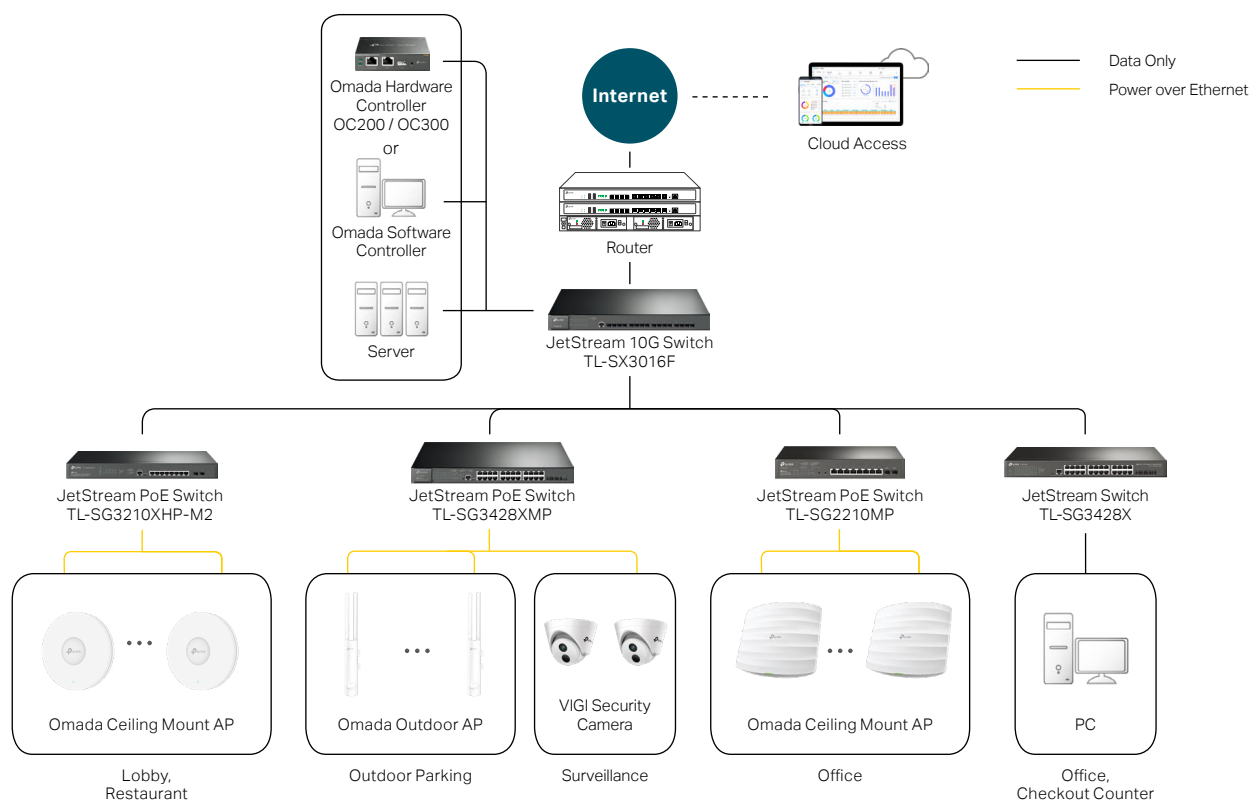 Omada Hardware
Controller
OC200 / OC300
or
Omada Software
Controller
Server
Internet
Cloud Access
Data Only
Power over Ethernet
Router
JetStream 10G Switch
TL-SX3016F
JetStream PoE Switch
TL-SG3210XHP-M2
JetStream PoE Switch
TL-SG3428XMP
JetStream PoE Switch
TL-SG2210MP
JetStream Switch
TL-SG3428X
Omada Ceiling Mount AP
Omada Outdoor AP
VIGI Security
Camera
Omada Ceiling Mount AP
PC
Lobby,
Restaurant
Outdoor Parking
Surveillance
Office
Office,
Checkout Counter